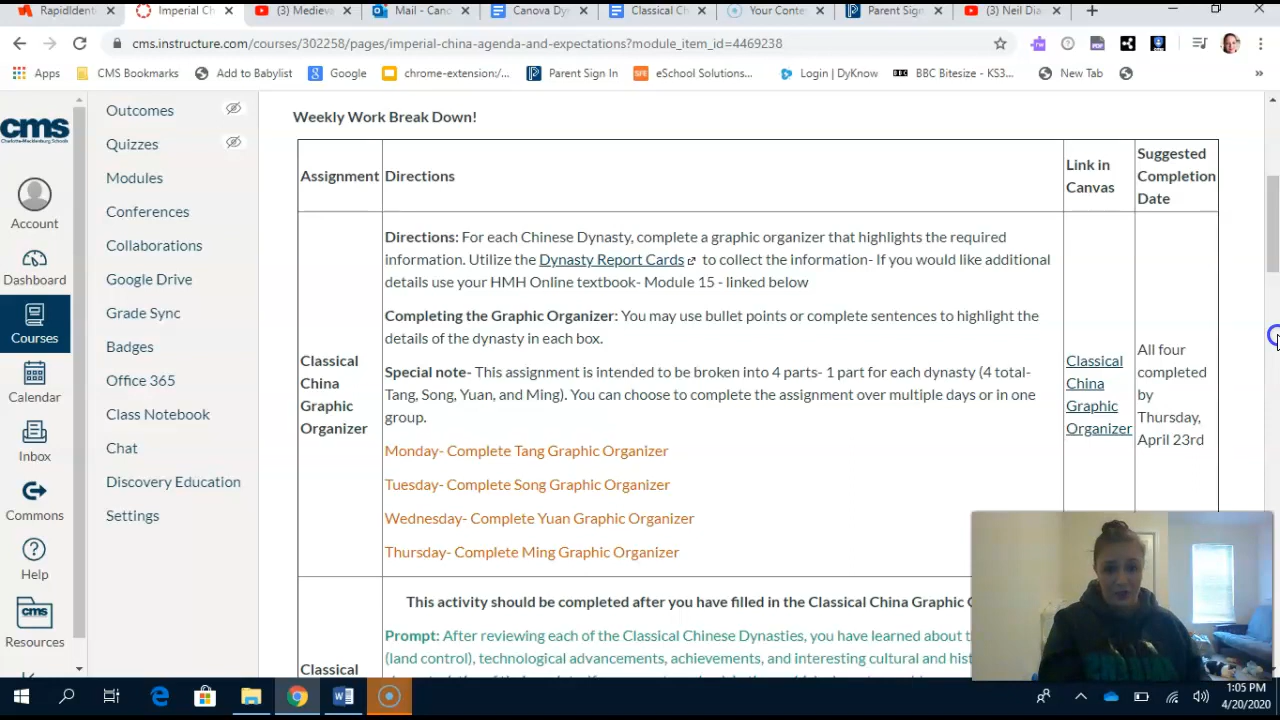 RapidIdenti
Imperial Ch
(3) Medieva
Mail - Cano
Canova Dy
Classical Ch
Your Conte
Parent Sign
(3) Neil Dia
cms.instructure.com/courses/302258/pages/imperial-china-agenda-and-expectations?module_item_id=4469238
Apps
CMS Bookmarks
Add to Babylist
Google
chrome-extension:/...
Parent Sign In
eSchool Solutions...
Login | DyKnow
BBC Bitesize - KS3...
New Tab
»
cms
Charlotte-Mecklenburg Schools
Account
Dashboard
Courses
Calendar
Inbox
Commons
Help
cms
Resources
Outcomes
Quizzes
Modules
Conferences
Collaborations
Google Drive
Grade Sync
Badges
Office 365
Class Notebook
Chat
Discovery Education
Settings
Weekly Work Break Down!
Assignment
Directions
Link in
Canvas
Suggested
Completion
Date
Classical
China
Graphic
Organizer
Directions: For each Chinese Dynasty, complete a graphic organizer that highlights the required
information. Utilize the Dynasty Report Cards to collect the information- If you would like additional
details use your HMH Online textbook- Module 15 - linked below
Completing the Graphic Organizer: You may use bullet points or complete sentences to highlight the
details of the dynasty in each box.
Special note- This assignment is intended to be broken into 4 parts- 1 part for each dynasty (4 total-
Tang, Song, Yuan, and Ming). You can choose to complete the assignment over multiple days or in one
group.
Monday- Complete Tang Graphic Organizer
Tuesday- Complete Song Graphic Organizer
Wednesday- Complete Yuan Graphic Organizer
Thursday- Complete Ming Graphic Organizer
Classical
China
Graphic
Organizer
All four
completed
by
Thursday,
April 23rd
Classical
This activity should be completed after you have filled in the Classical China Graphic
Prompt: After reviewing each of the Classical Chinese Dynasties, you have learned about
(land control), technological advancements, achievements, and interesting cultural and
1:05 PM
4/20/2020